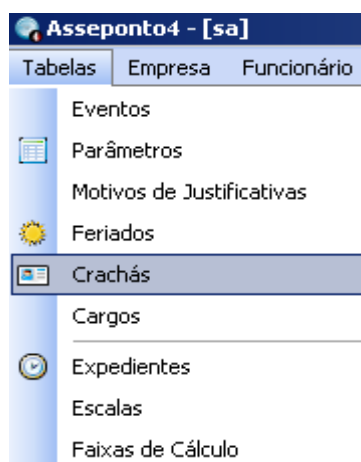 Asseponto4 - [sa]
Tabelas Empresa Funcionário
Eventos
Parâmetros
Motivos de Justificativas
Feriados
Crachás
Cargos
Expedientes
Escalas
Faixas de Cálculo